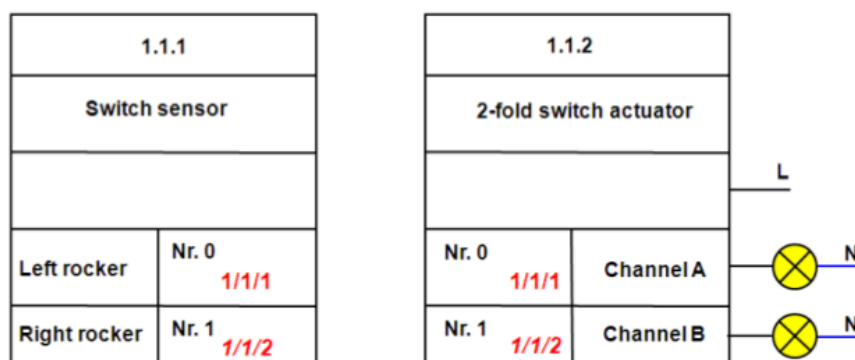 1.1.1
Switch sensor
Left rocker
Nr. 0
1/1/1
Right rocker
Nr. 1
1/1/2
1.1.2
2-fold switch actuator
L
Nr. 0
1/1/1
Channel A
N
Nr. 1
1/1/2
Channel B
N